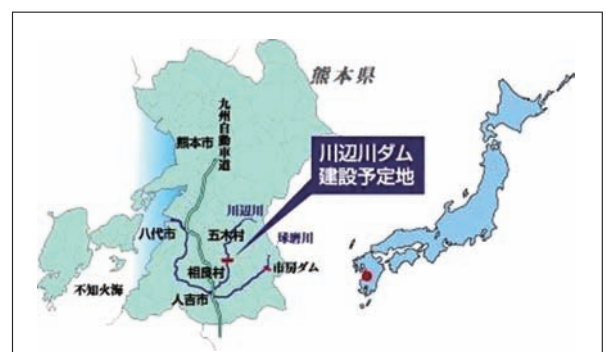 熊本県
九州自動車道
熊本市
川辺川ダム
建設予定地
川辺川
球磨川
八代市
五木村
相良村
市房ダム
不知火海
人吉市